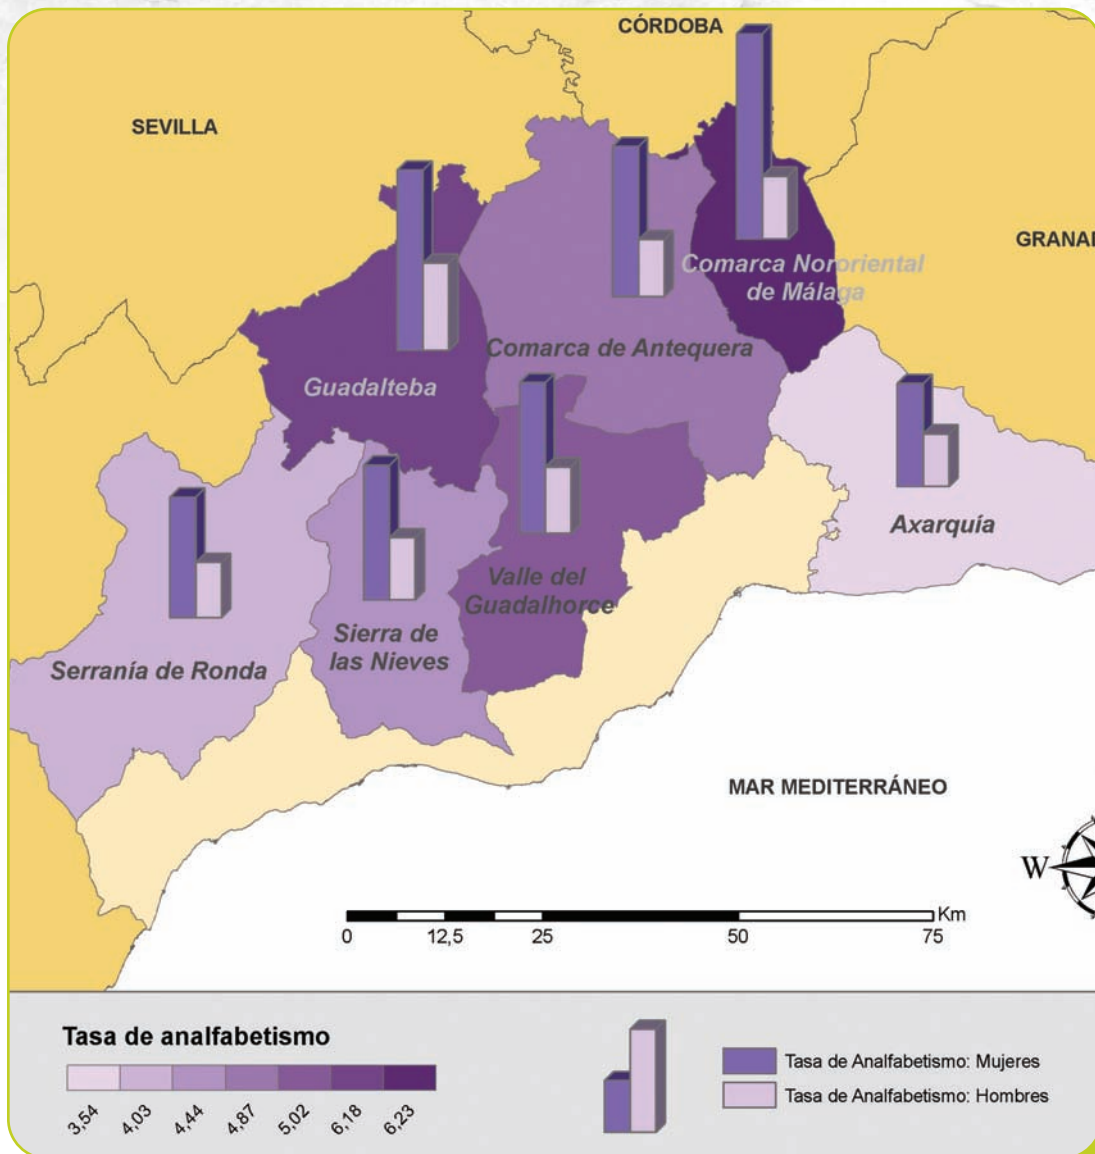 CÓRDOBA
SEVILLA
GRANA
Comarca Nororiental
de Málaga
Comarca de Antequera
Guadalteba
Axarquía
Valle del
Guadalhorce
Sierra de
las Nieves
Serranía de Ronda
MAR MEDITERRÁNEO
W
Km
0 12,5 25 50 75
Tasa de analfabetismo
3,54 4,03 4,44 4,87 5,02 6,18 6,23
Tasa de Analfabetismo: Mujeres
Tasa de Analfabetismo: Hombres